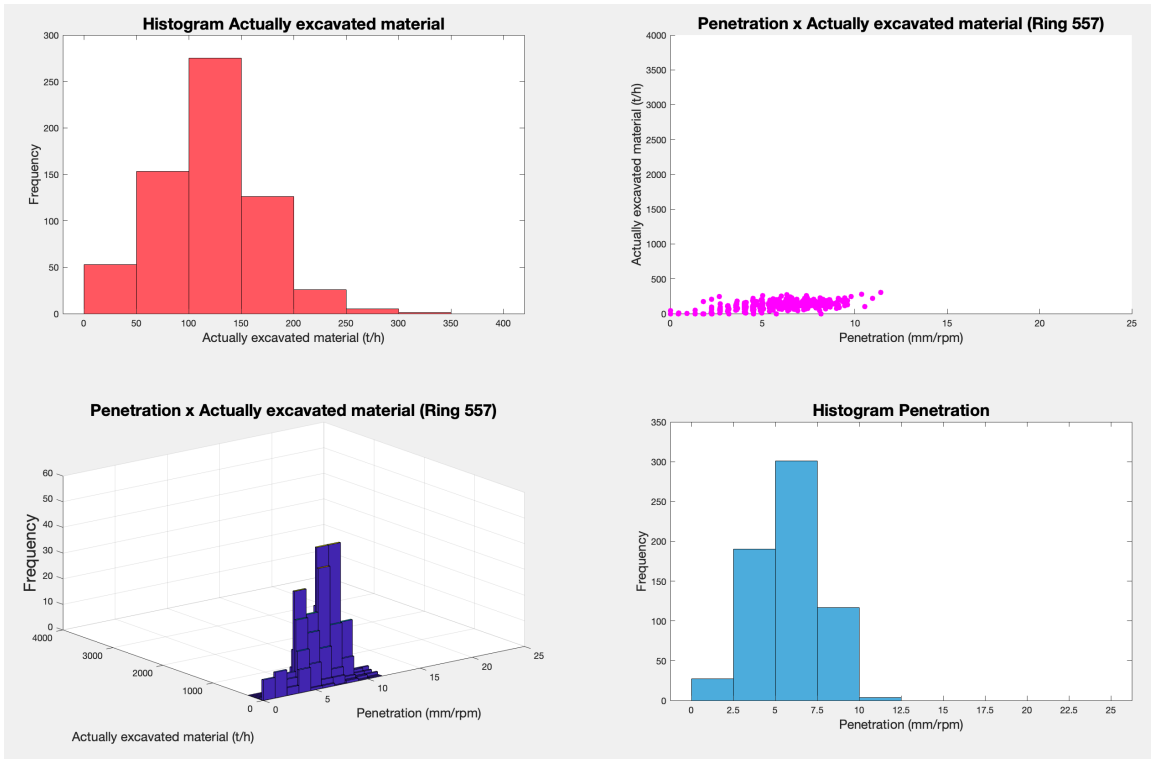 Histogram Actually excavated material
300
250
200
150
100
50
0
Frequency
0 50 100 150 200 250 300 350 400
Actually excavated material (t/h)
Penetration x Actually excavated material (Ring 557)
4000
3500
3000
2500
2000
1500
1000
500
0
Actually excavated material (t/h)
0 5 10 15 20 25
Penetration (mm/rpm)
Penetration x Actually excavated material (Ring 557)
60
50
40
30
20
10
0
Frequency
4000
3000
2000
1000
0
0 5 10 15 20 25
Penetration (mm/rpm)
Actually excavated material (t/h)
Histogram Penetration
350
300
250
200
150
100
50
0
Frequency
0 2.5 5 7.5 10 12.5 15 17.5 20 22.5 25
Penetration (mm/rpm)